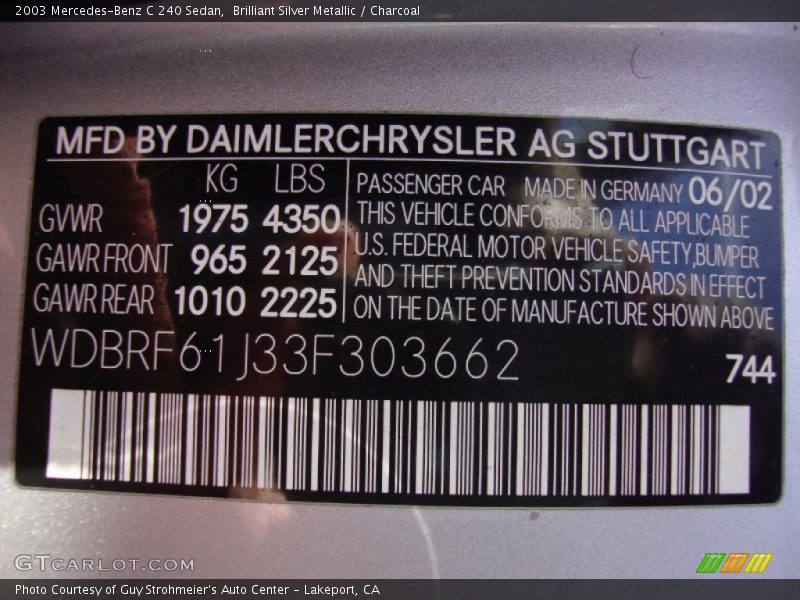 2003 Mercedes-Benz C 240 Sedan,  Brilliant Silver Metallic / Charcoal
MFD BY DAIMLERCHRYSLER AG STUTTGART
KG LBS
GVWR 1975 4350
GAWR FRONT 965 2125
GAWR REAR 1010 2225
PASSENGER CAR MADE IN GERMANY 06/02
THIS VEHICLE CONFORMS TO ALL APPLICABLE
U.S. FEDERAL MOTOR VEHICLE SAFETY,BUMPER
AND THEFT PREVENTION STANDARDS IN EFFECT
ON THE DATE OF MANUFACTURE SHOWN ABOVE
WDBRF61J33F303662
744
GTCARLOT.COM
Photo Courtesy of Guy Strohmeier's Auto Center - Lakeport, CA